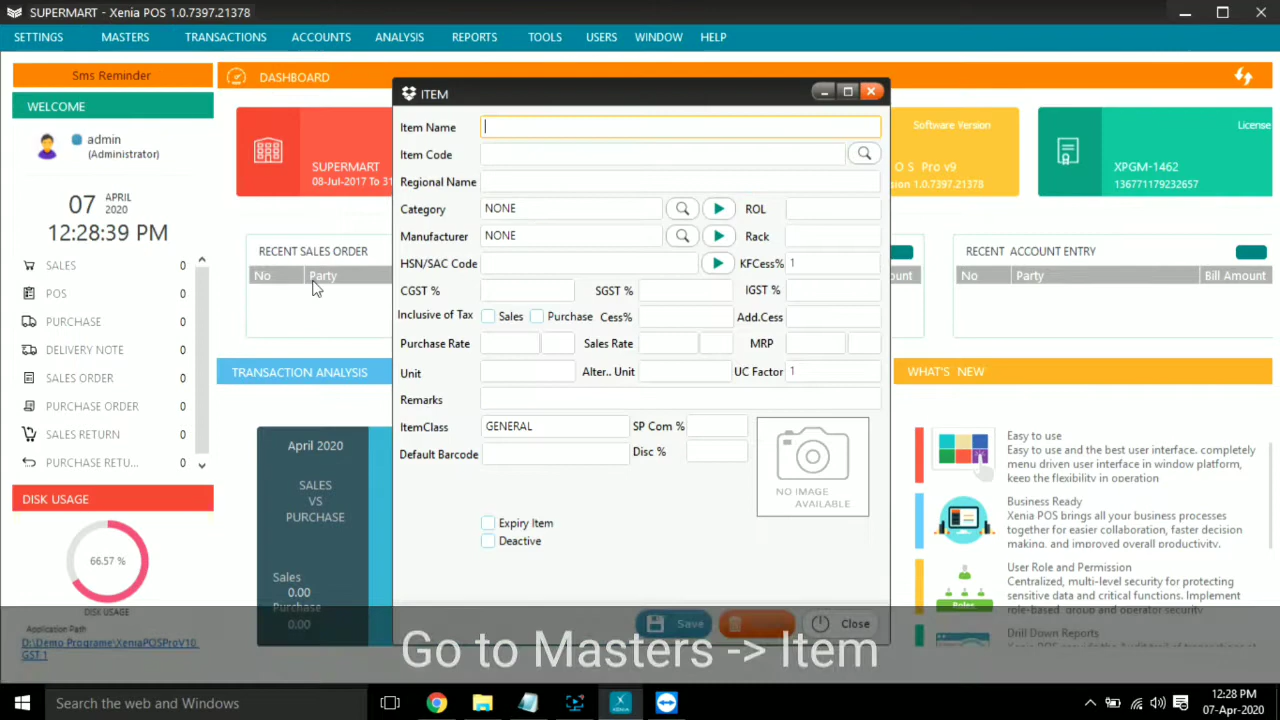 SUPERMART - Xenia POS 1.0.7397.21378
SETTINGS MASTERS TRANSACTIONS ACCOUNTS ANALYSIS REPORTS TOOLS USERS WINDOW HELP
Sms Reminder
DASHBOARD
WELCOME
admin
(Administrator)
07 APRIL 2020
12:28:39 PM
SALES 0
POS 0
PURCHASE 0
DELIVERY NOTE 0
SALES ORDER 0
PURCHASE ORDER 0
SALES RETURN 0
PURCHASE RETU... 0
DISK USAGE
66.57 %
DISK USAGE
Application Path
D:\Demo Programe\XeniaPOSProV10
GST 1
SUPERMART
08-Jul-2017 To 31
Software Version
O S Pro v9
sion 1.0.7397.21378
License
XPGM-1462
136771179232657
RECENT SALES ORDER
No Party
ount
RECENT ACCOUNT ENTRY
No Party Bill Amount
TRANSACTION ANALYSIS
April 2020
SALES
VS
PURCHASE
Sales
0.00
Purchase
0.00
ITEM
Item Name
Item Code
Regional Name
Category NONE ROL
Manufacturer NONE Rack
HSN/SAC Code KFCess% 1
CGST % SGST % IGST %
Inclusive of Tax Sales Purchase Cess% Add.Cess
Purchase Rate Sales Rate MRP
Unit Alter.. Unit UC Factor 1
Remarks
ItemClass GENERAL SP Com %
Default Barcode Disc %
NO IMAGE
AVAILABLE
Expiry Item
Deactive
Save Close
WHAT'S NEW
Easy to use
Easy to use and the best user interface. completely
menu driven user interface in window platform,
keep the flexibility in operation
Business Ready
Xenia POS brings all your business processes
together for easier collaboration, faster decision
making, and improved overall productivity.
User Role and Permission
Centralized, multi-level security for protecting
sensitive data and critical functions. Implement
role-based, group and operator security
Roles
Drill Down Reports
Go to Masters -> Item
Search the web and Windows
XENIA
12:28 PM
07-Apr-2020